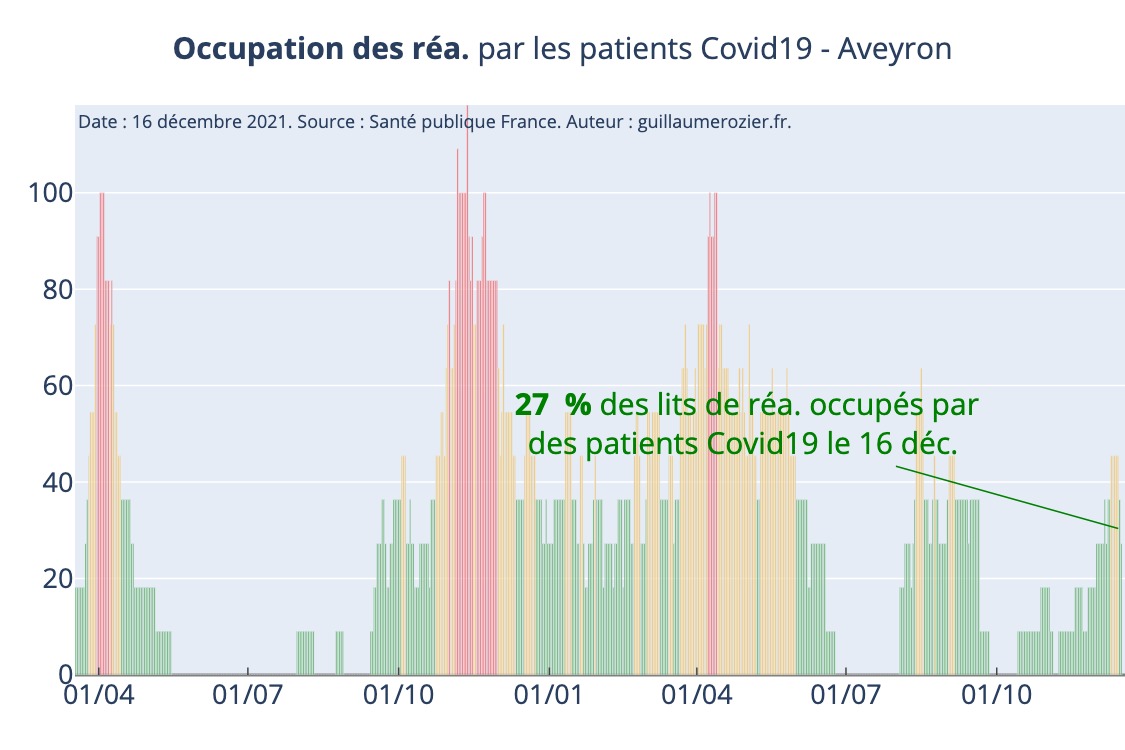 Occupation des réa. par les patients Covid19 - Aveyron
Date : 16 décembre 2021. Source : Santé publique France. Auteur : guillaumerozier.fr.
100
80
60
27 % des lits de réa. occupés par
des patients Covid19 le 16 déc.
40
20
0
01/04 01/07 01/10 01/01 01/04 01/07 01/10